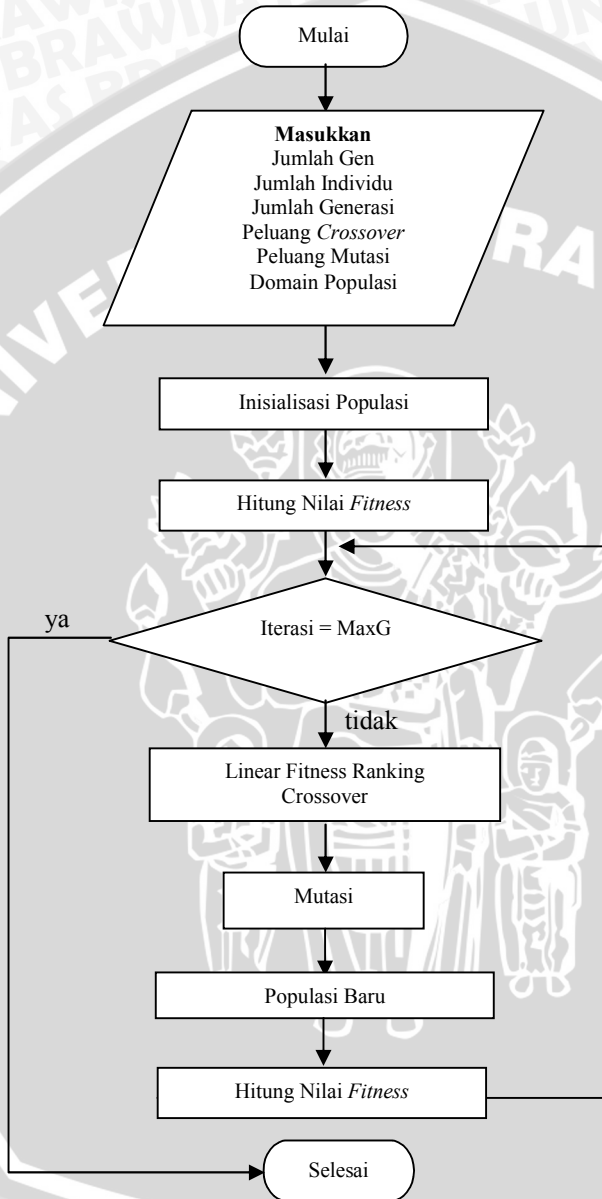 Mulai
Masukkan
Jumlah Gen
Jumlah Individu
Jumlah Generasi
Peluang Crossover
Peluang Mutasi
Domain Populasi
Inisialisasi Populasi
Hitung Nilai Fitness
Iterasi = MaxG
ya
tidak
Linear Fitness Ranking
Crossover
Mutasi
Populasi Baru
Hitung Nilai Fitness
Selesai